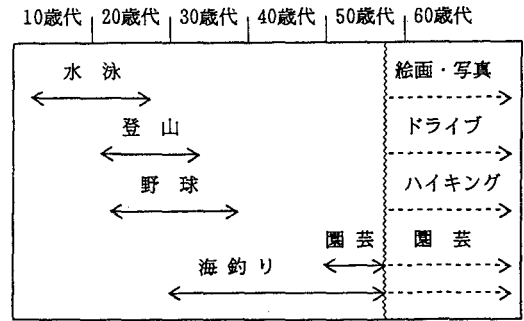 10歳代 20歳代 30歳代 40歳代 50歳代 60歳代
水泳 絵画・写真
登山 ドライブ
野球 ハイキング
園芸 園芸
海釣り